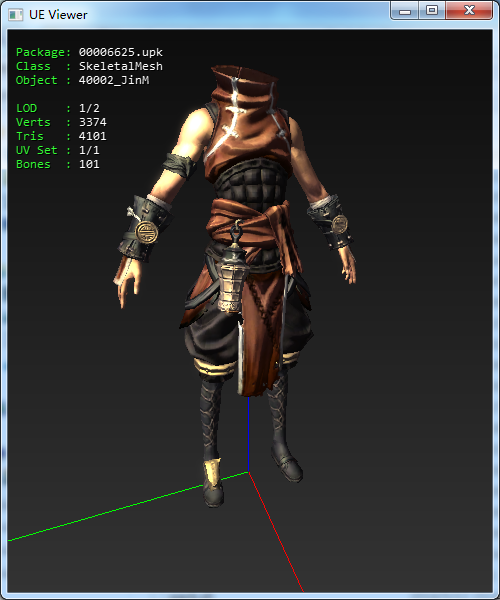 UE Viewer
Package: 00006625.upk
Class : SkeletalMesh
Object : 40002_JinM
LOD : 1/2
Verts : 3374
Tris : 4101
UV Set : 1/1
Bones : 101